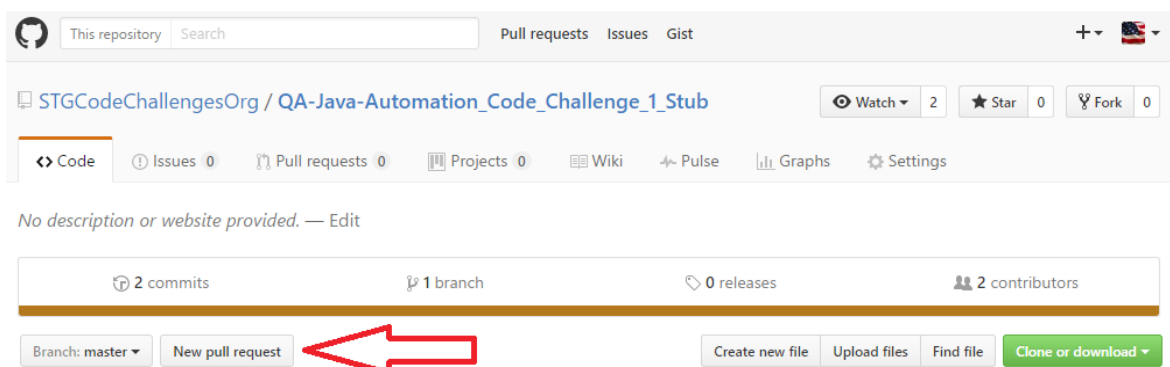 This repository Search Pull requests Issues Gist
STGCodeChallengesOrg / QA-Java-Automation_Code_Challenge_1_Stub Watch 2 Star 0 Fork 0
Code Issues 0 Pull requests 0 Projects 0 Wiki Pulse Graphs Settings
No description or website provided. — Edit
2 commits 1 branch 0 releases 2 contributors
Branch: master New pull request Create new file Upload files Find file Clone or download